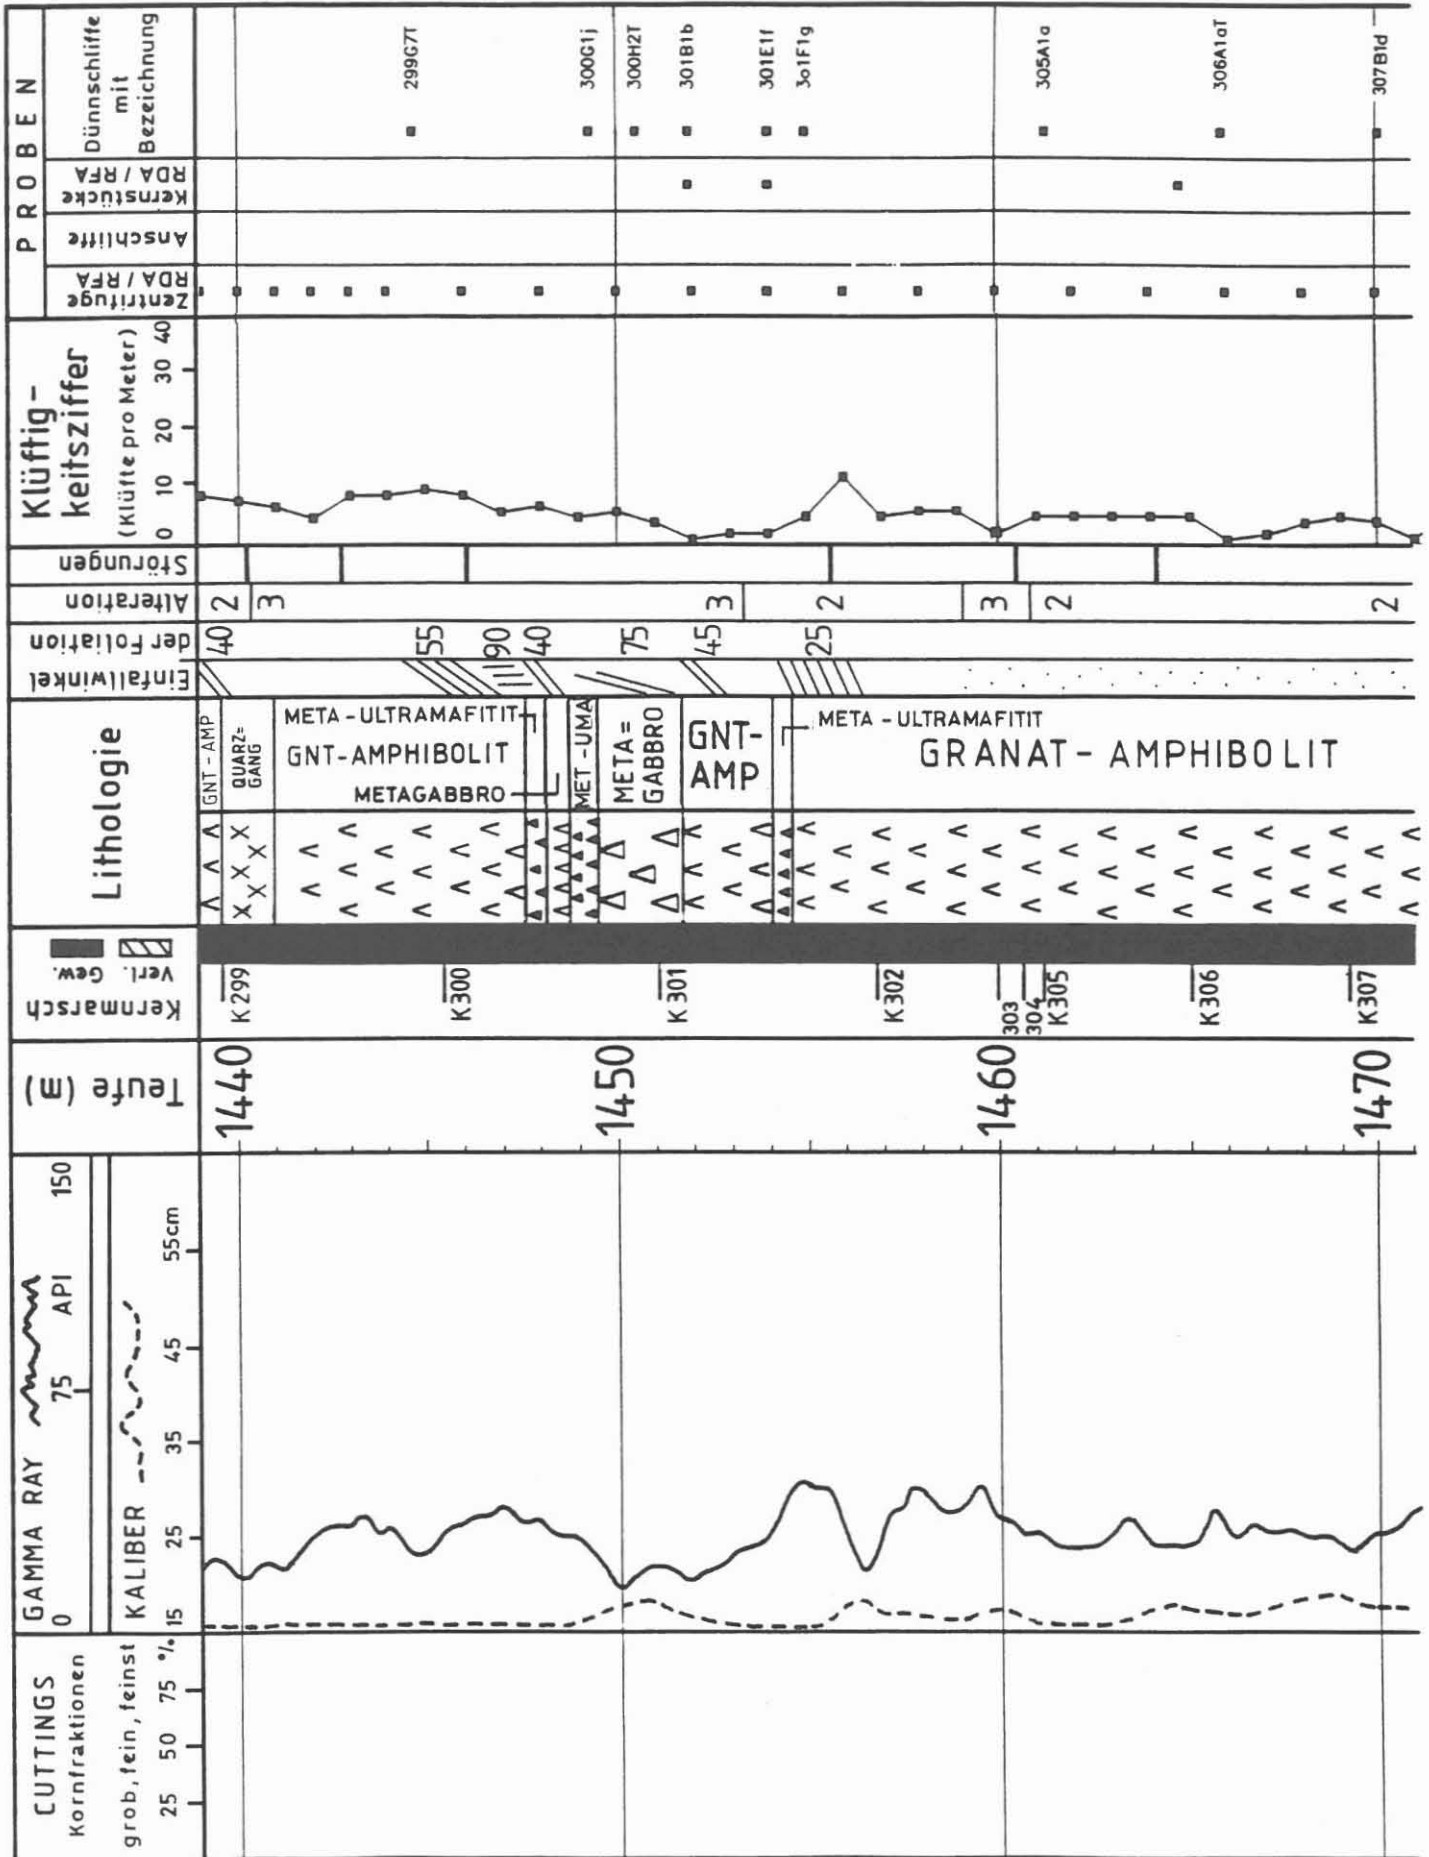 PROBEN
Dünnschliffe
mit
Bezeichnung
299G7T
300G1j
300H2T
301B1b
301E1f
301F1g
305A1a
306A1aT
307B1d
Kernstücke
RDA / RFA
Anschliffe
Zentrifuge
RDA / RFA
Klüftig-
keitsziffer
(Klüfte pro Meter)
0 10 20 30 40
Störungen
Alteration
2 3 3 2 3 2 2
Einfallwinkel
der Foliation
40 55 90 40 75 45 25
Lithologie
GNT-AMP
QUARZ=
GANG
META-ULTRAMAFITIT
GNT-AMPHIBOLIT
METAGABBRO
MET-UMA
META=
GABBRO
GNT-
AMP
META-ULTRAMAFITIT
GRANAT-AMPHIBOLIT
Kernmarsch
Verl. Gew.
K299
K300
K301
K302
303
304
K305
K306
K307
Teufe (m)
1440
1450
1460
1470
GAMMA RAY
0 75 API 150
KALIBER
15 25 35 45 55cm
CUTTINGS
Kornfraktionen
grob, fein, feinst
25 50 75 %